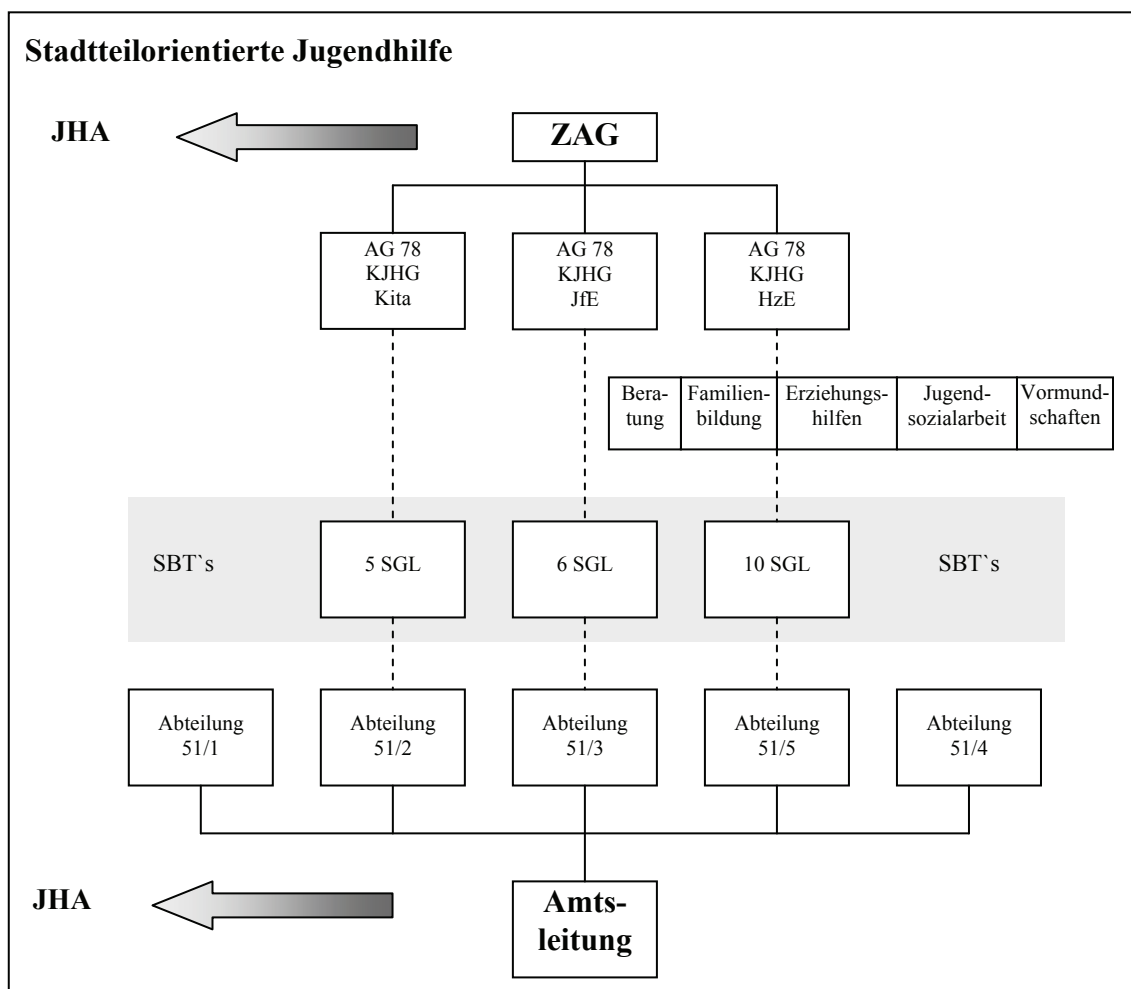 Stadtteilorientierte Jugendhilfe
JHA
ZAG
AG 78
KJHG
Kita
AG 78
KJHG
JfE
AG 78
KJHG
HzE
Bera-
tung
Familien-
bildung
Erziehungs-
hilfen
Jugend-
sozialarbeit
Vormund-
schaften
SBT`s
5 SGL
6 SGL
10 SGL
SBT`s
Abteilung
51/1
Abteilung
51/2
Abteilung
51/3
Abteilung
51/5
Abteilung
51/4
JHA
Amts-
leitung